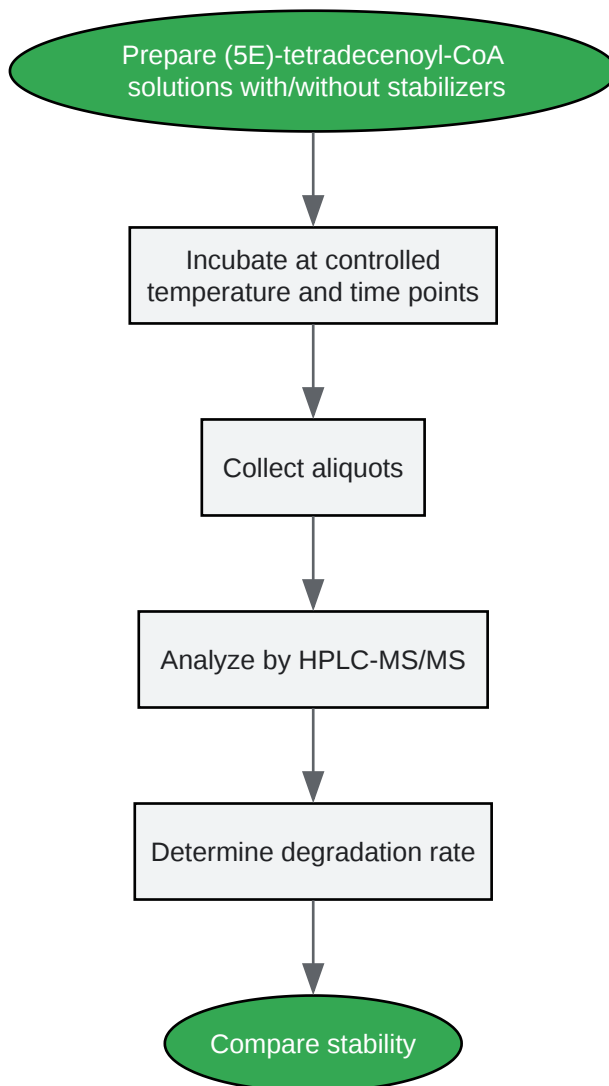 Prepare (5E)-tetradecenoyl-CoA
solutions with/without stabilizers
Incubate at controlled
temperature and time points
Collect aliquots
Analyze by HPLC-MS/MS
Determine degradation rate
Compare stability